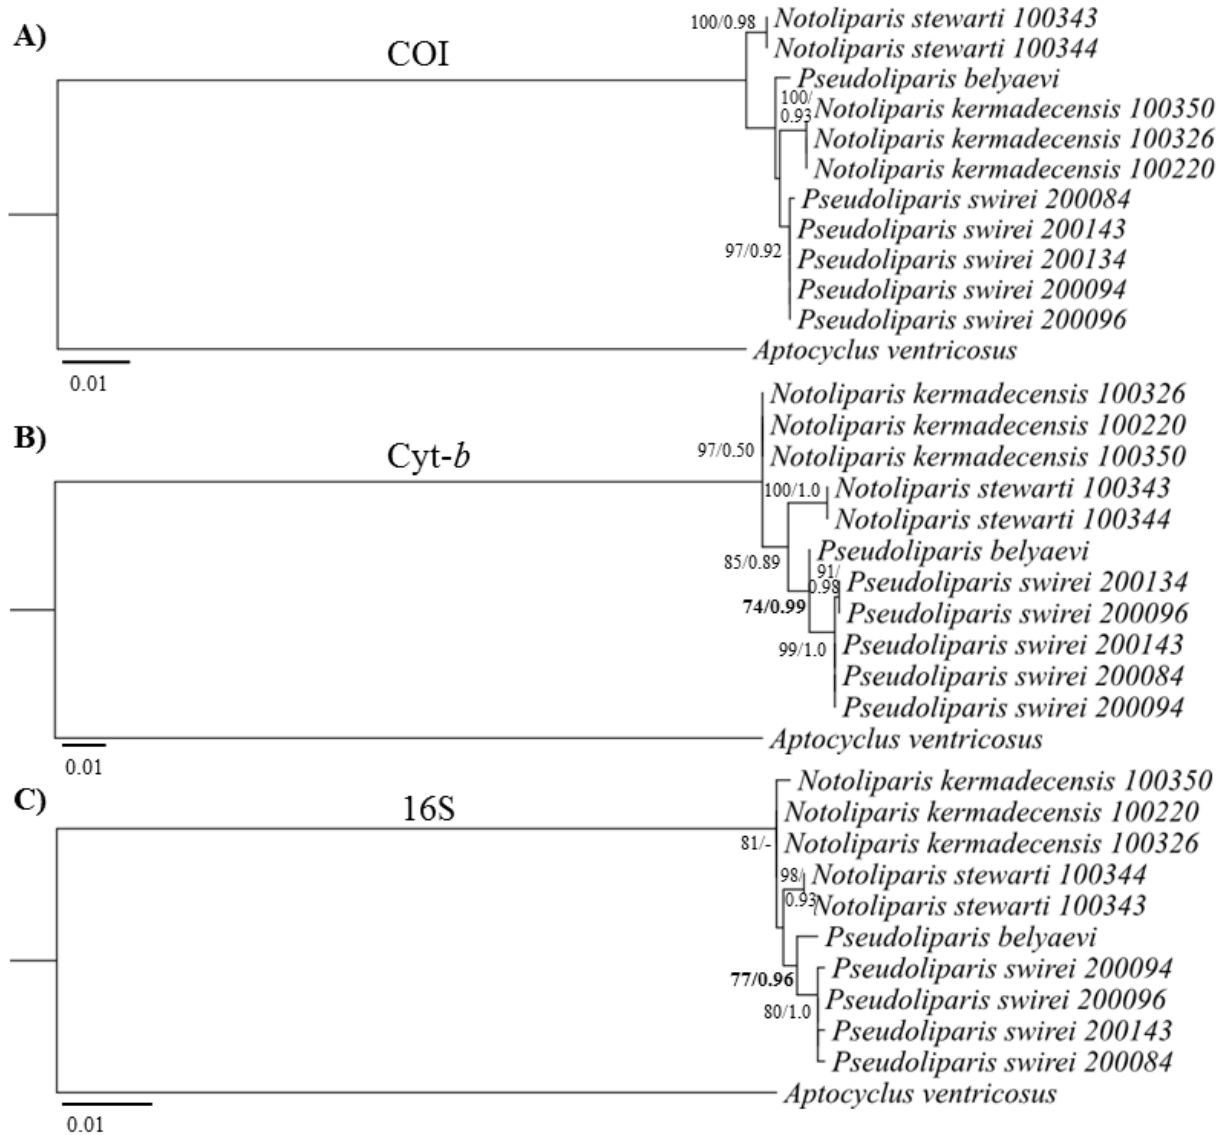 A)
COI
100/0.98
Notoliparis stewarti 100343
Notoliparis stewarti 100344
Pseudoliparis belyaevi
100/
0.93
Notoliparis kermadecensis 100350
Notoliparis kermadecensis 100326
Notoliparis kermadecensis 100220
Pseudoliparis swirei 200084
Pseudoliparis swirei 200143
97/0.92
Pseudoliparis swirei 200134
Pseudoliparis swirei 200094
Pseudoliparis swirei 200096
Aptocyclus ventricosus
0.01
B)
Cyt-b
Notoliparis kermadecensis 100326
Notoliparis kermadecensis 100220
97/0.50
Notoliparis kermadecensis 100350
100/1.0
Notoliparis stewarti 100343
Notoliparis stewarti 100344
Pseudoliparis belyaevi
85/0.89
91/
0.98
Pseudoliparis swirei 200134
74/0.99
Pseudoliparis swirei 200096
99/1.0
Pseudoliparis swirei 200143
Pseudoliparis swirei 200084
Pseudoliparis swirei 200094
Aptocyclus ventricosus
0.01
C)
16S
Notoliparis kermadecensis 100350
Notoliparis kermadecensis 100220
81/-
Notoliparis kermadecensis 100326
98/
0.93
Notoliparis stewarti 100344
Notoliparis stewarti 100343
Pseudoliparis belyaevi
77/0.96
Pseudoliparis swirei 200094
80/1.0
Pseudoliparis swirei 200096
Pseudoliparis swirei 200143
Pseudoliparis swirei 200084
Aptocyclus ventricosus
0.01